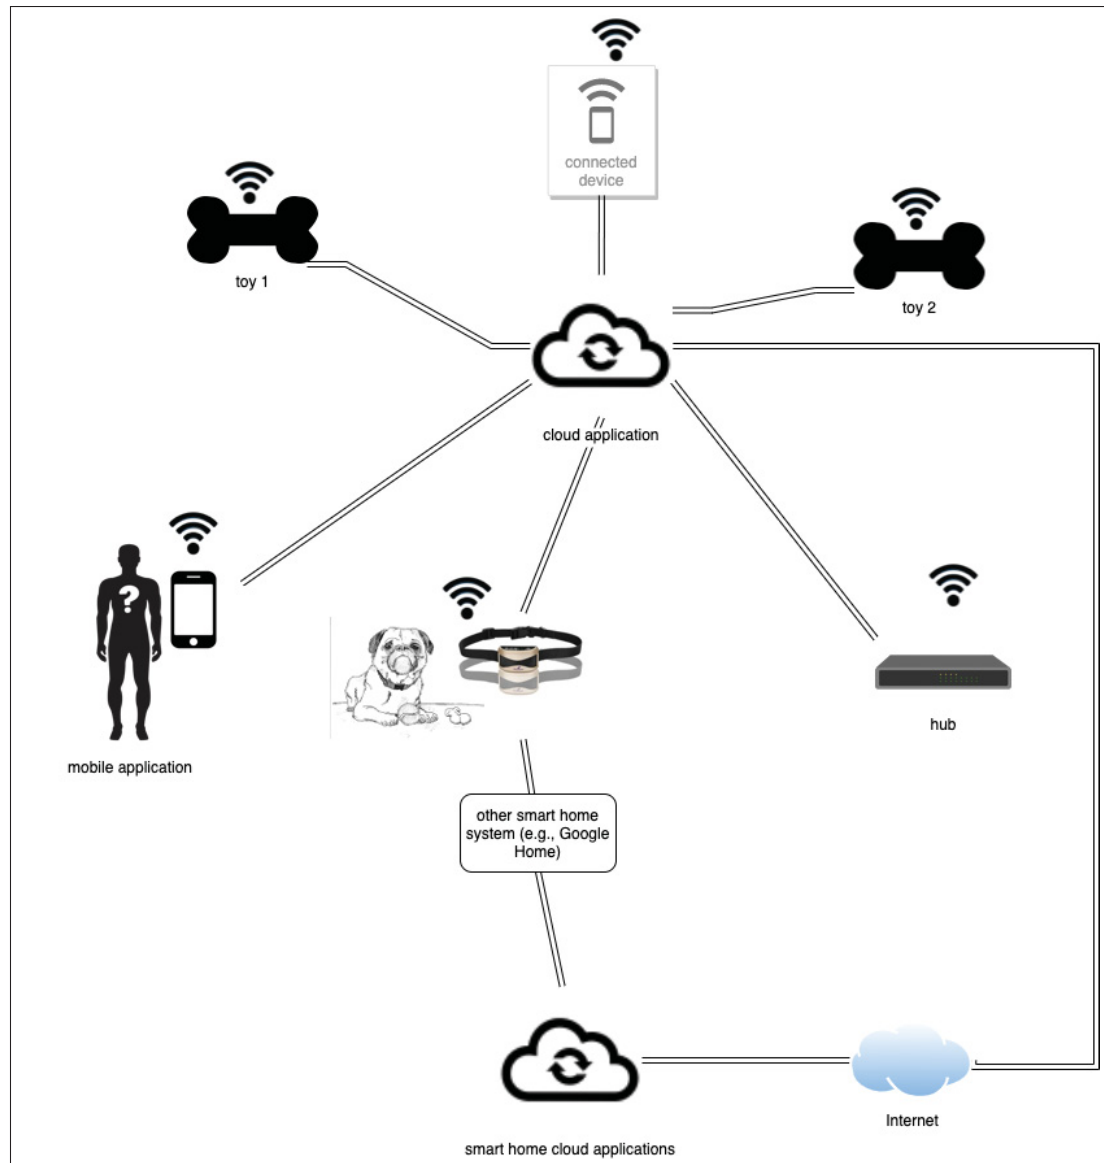 connected
device
toy 1
toy 2
cloud application
?
mobile application
hub
other smart home
system (e.g., Google
Home)
Internet
smart home cloud applications